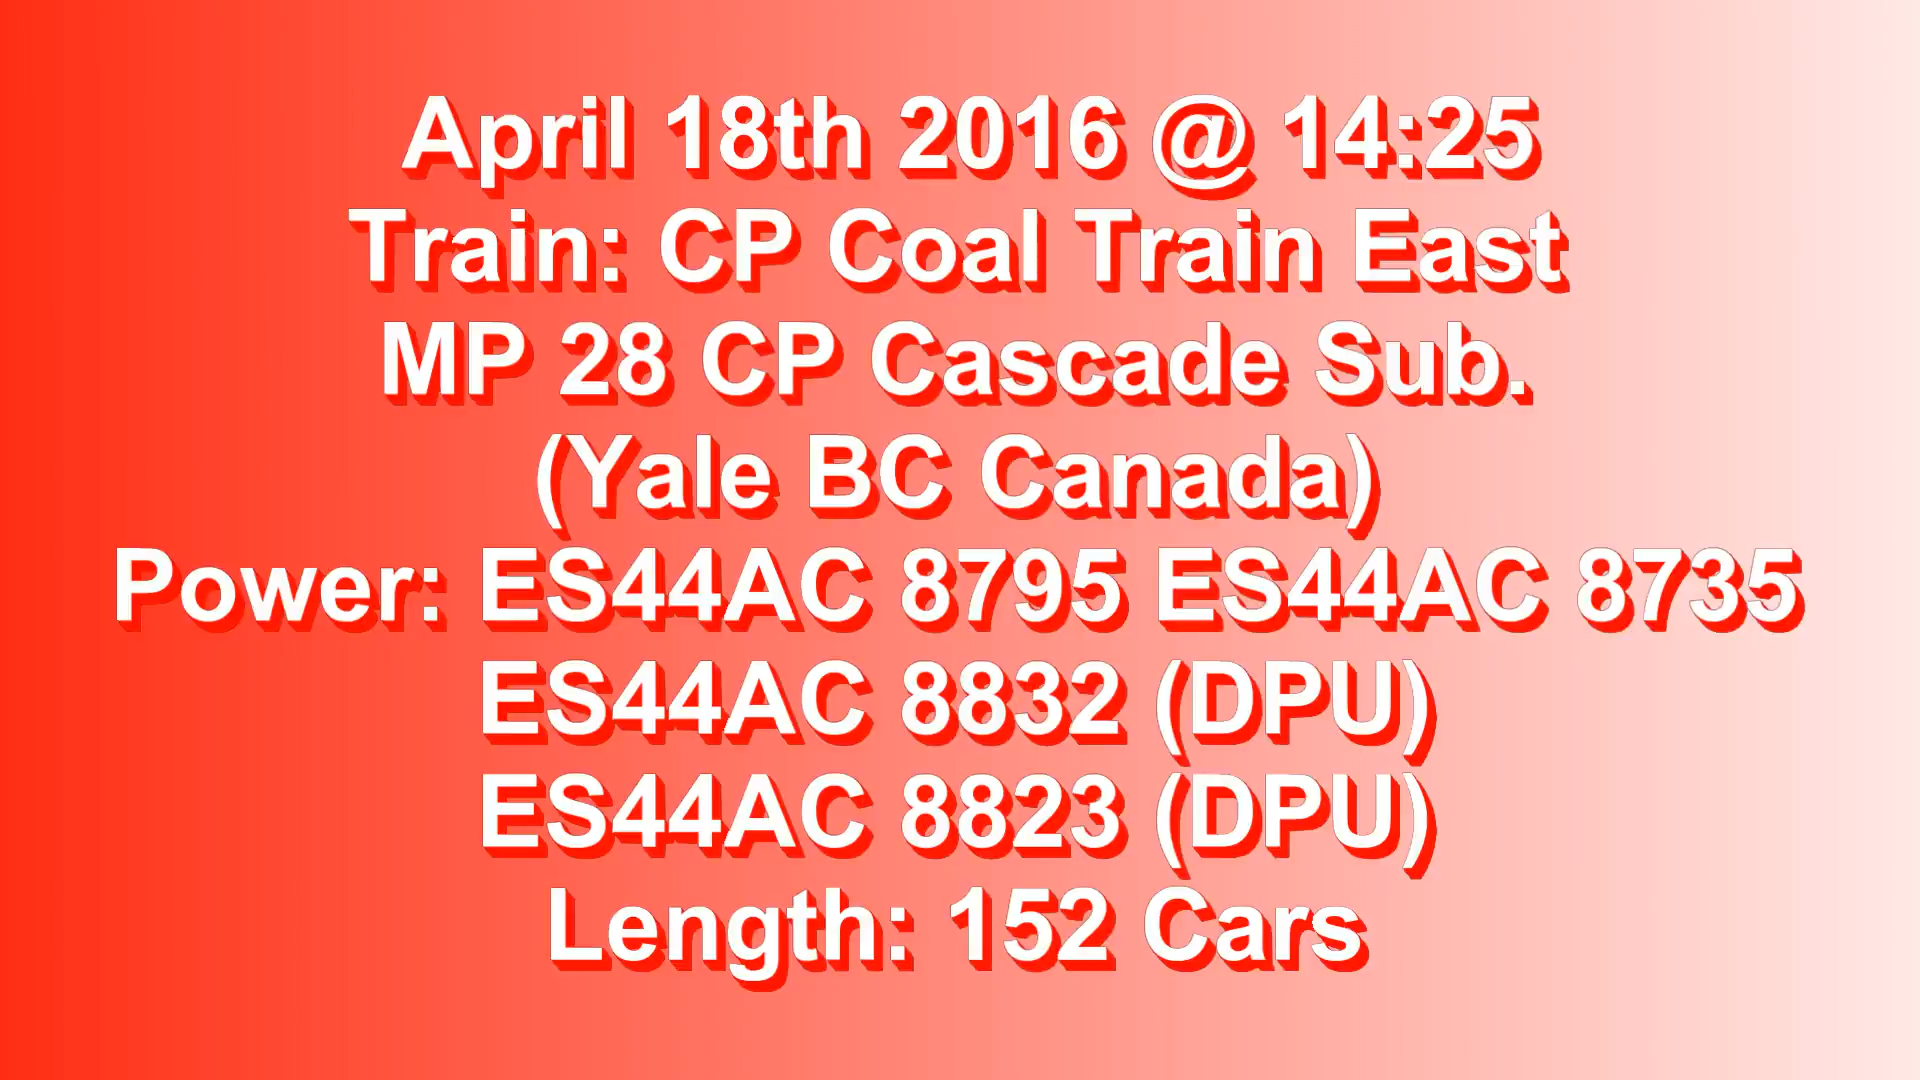 April 18th 2016 @ 14:25
Train: CP Coal Train East
MP 28 CP Cascade Sub.
(Yale BC Canada)
Power: ES44AC 8795 ES44AC 8735
ES44AC 8832 (DPU)
ES44AC 8823 (DPU)
Length: 152 Cars